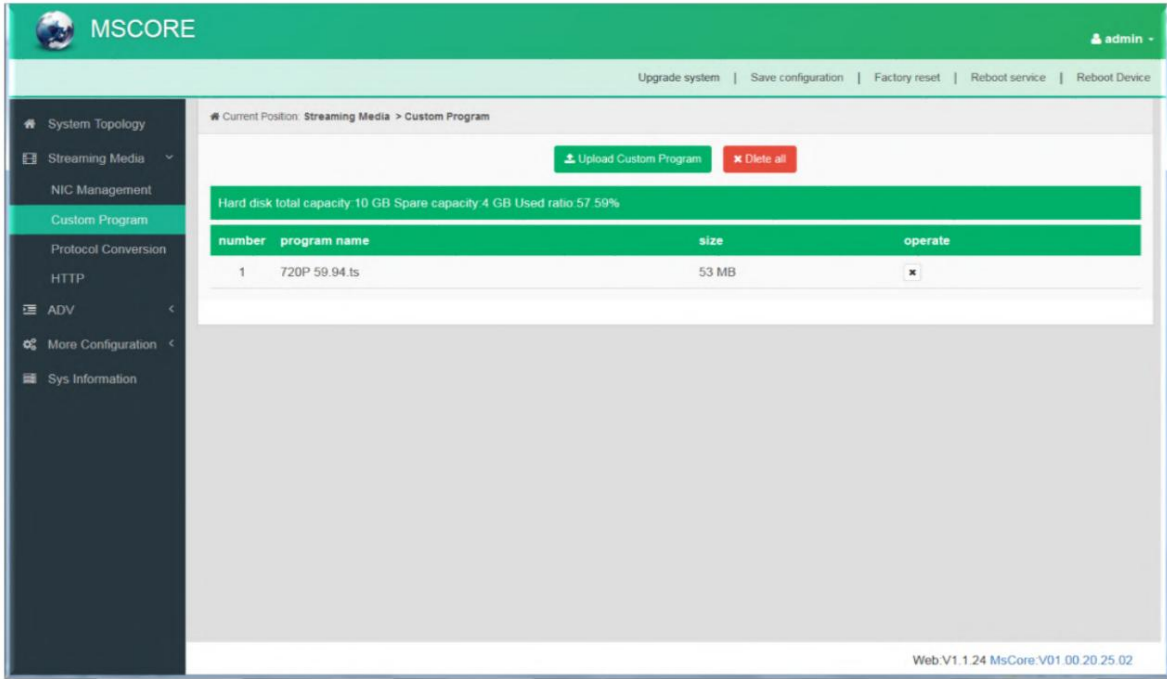 MSCORE
admin
Upgrade system | Save configuration | Factory reset | Reboot service | Reboot Device
System Topology
Streaming Media
NIC Management
Custom Program
Protocol Conversion
HTTP
ADV
More Configuration
Sys Information
Current Position: Streaming Media > Custom Program
Upload Custom Program
Dlete all
Hard disk total capacity:10 GB Spare capacity:4 GB Used ratio:57.59%
number program name size operate
1 720P 59.94.ts 53 MB
Web:V1.1.24 MsCore:V01.00.20.25.02